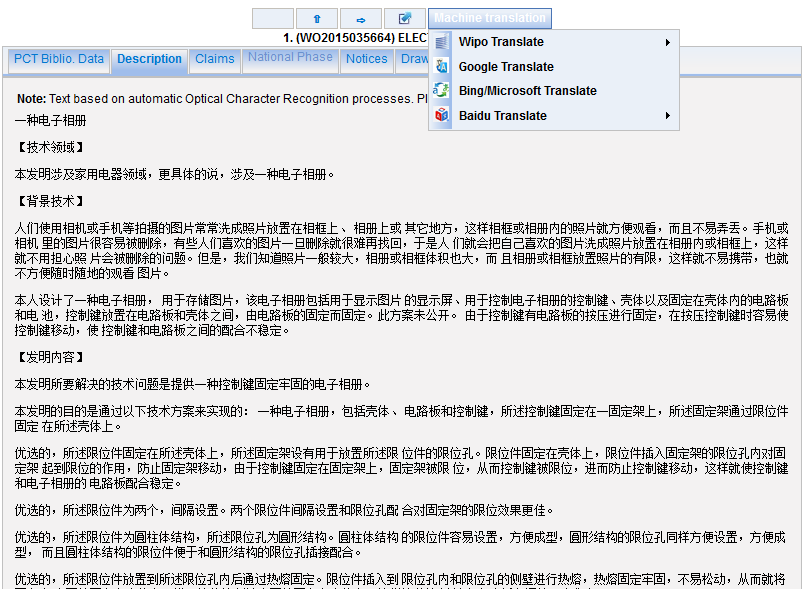 Machine translation
1. (WO2015035664) ELEC
Wipo Translate
Google Translate
Bing/Microsoft Translate
Baidu Translate
PCT Biblio. Data Description Claims National Phase Notices Draw
Note: Text based on automatic Optical Character Recognition processes. Pl
一种电子相册
【技术领域】
本发明涉及家用电器领域，更具体的说，涉及一种电子相册。
【背景技术】
人们使用相机或手机等拍摄的图片常常洗成照片放置在相框上、 相册上或 其它地方，这样相框或相册内的照片就方便观看，而且不易弄丢。手机或
相机 里的图片很容易被删除，有些人们喜欢的图片一旦删除就很难再找回，于是人 们就会把自己喜欢的图片洗成照片放置在相册内或相框上，这样
就不用担心照 片会被删除的问题。但是，我们知道照片一般较大，相册或相框体积也大，而 且相册或相框放置照片的有限，这样就不易携带，也就
不方便随时随地的观看 图片。
本人设计了一种电子相册， 用于存储图片，该电子相册包括用于显示图片 的显示屏、用于控制电子相册的控制键、壳体以及固定在壳体内的电路板
和电 池，控制键放置在电路板和壳体之间，由电路板的固定而固定。此方案未公开。 由于控制键有电路板的按压进行固定，在按压控制键时容易使
控制键移动，使 控制键和电路板之间的配合不稳定。
【发明内容】
本发明所要解决的技术问题是提供一种控制键固定牢固的电子相册。
本发明的目的是通过以下技术方案来实现的： 一种电子相册，包括壳体、 电路板和控制键，所述控制键固定在一固定架上，所述固定架通过限位件
固定 在所述壳体上。
优选的，所述限位件固定在所述壳体上，所述固定架设有用于放置所述限 位件的限位孔。限位件固定在壳体上，限位件插入固定架的限位孔内对固
定架 起到限位的作用，防止固定架移动，由于控制键固定在固定架上，固定架被限 位，从而控制键被限位，进而防止控制键移动，这样就使控制键
和电子相册的 电路板配合稳定。
优选的，所述限位件为两个，间隔设置。两个限位件间隔设置和限位孔配 合对固定架的限位效果更佳。
优选的，所述限位件为圆柱体结构，所述限位孔为圆形结构。圆柱体结构 的限位件容易设置，方便成型，圆形结构的限位孔同样方便设置，方便成
型， 而且圆柱体结构的限位件便于和圆形结构的限位孔插接配合。
优选的，所述限位件放置到所述限位孔内后通过热熔固定。限位件插入到 限位孔内和限位孔的侧壁进行热熔，热熔固定牢固，不易松动，从而就将